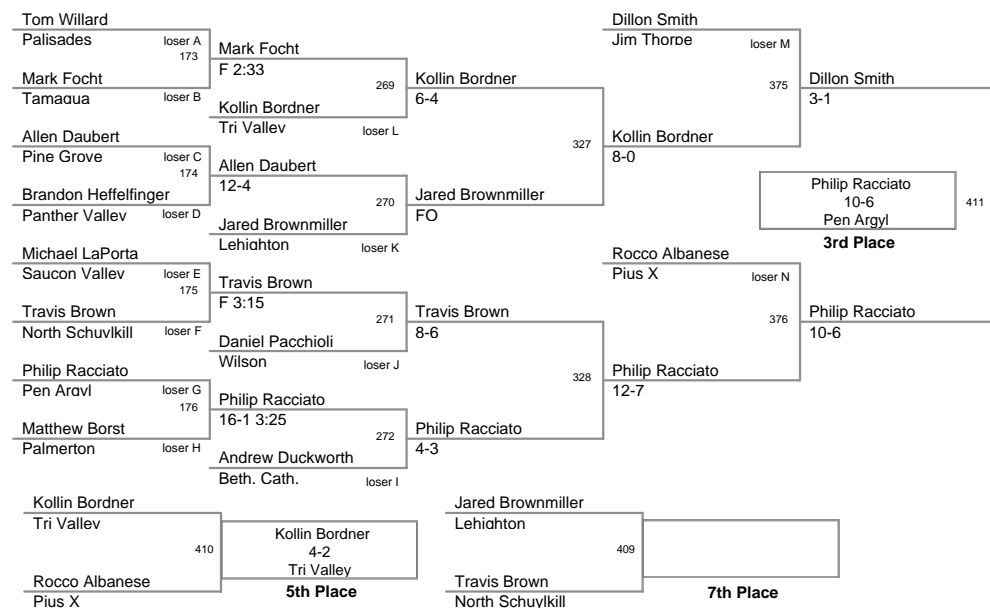 Tom Willard
Palisades
loser A
173
Mark Focht
Tamaqua
loser B
Allen Daubert
Pine Grove
loser C
174
Brandon Heffelfinger
Panther Valley
loser D
Michael LaPorta
Saucon Valley
loser E
175
Travis Brown
North Schuylkill
loser F
Philip Racciato
Pen Argyl
loser G
176
Matthew Borst
Palmerton
loser H
Mark Focht
F 2:33
269
Kollin Bordner
Tri Valley
loser L
Allen Daubert
12-4
270
Jared Brownmiller
Lehighton
loser K
Travis Brown
F 3:15
271
Daniel Pacchioli
Wilson
loser J
Philip Racciato
16-1 3:25
272
Andrew Duckworth
Beth. Cath.
loser I
Kollin Bordner
6-4
327
Jared Brownmiller
FO
Travis Brown
8-6
328
Philip Racciato
4-3
Dillon Smith
Jim Thorpe
loser M
375
Kollin Bordner
8-0
Rocco Albanese
Pius X
loser N
376
Philip Racciato
12-7
Dillon Smith
3-1
Philip Racciato
10-6
Pen Argyl
411
3rd Place
Philip Racciato
10-6
Kollin Bordner
Tri Valley
410
Rocco Albanese
Pius X
Kollin Bordner
4-2
Tri Valley
5th Place
Jared Brownmiller
Lehighton
409
Travis Brown
North Schuylkill
7th Place